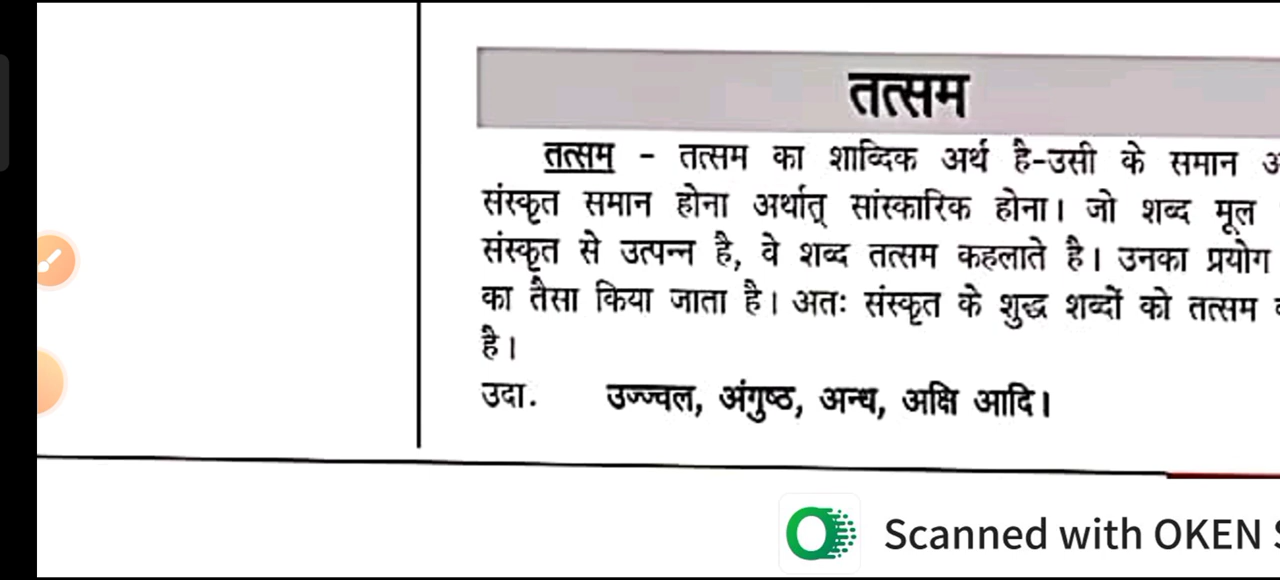 तत्सम
तत्सम - तत्सम का शाब्दिक अर्थ है-उसी के समान
संस्कृत समान होना अर्थात् सांस्कारिक होना। जो शब्द मूल
संस्कृत से उत्पन्न है, वे शब्द तत्सम कहलाते है। उनका प्रयोग
का तैसा किया जाता है। अतः संस्कृत के शुद्ध शब्दों को तत्सम
है।
उदा. उज्ज्वल, अंगुष्ठ, अन्ध, अक्षि आदि।
Scanned with OKEN